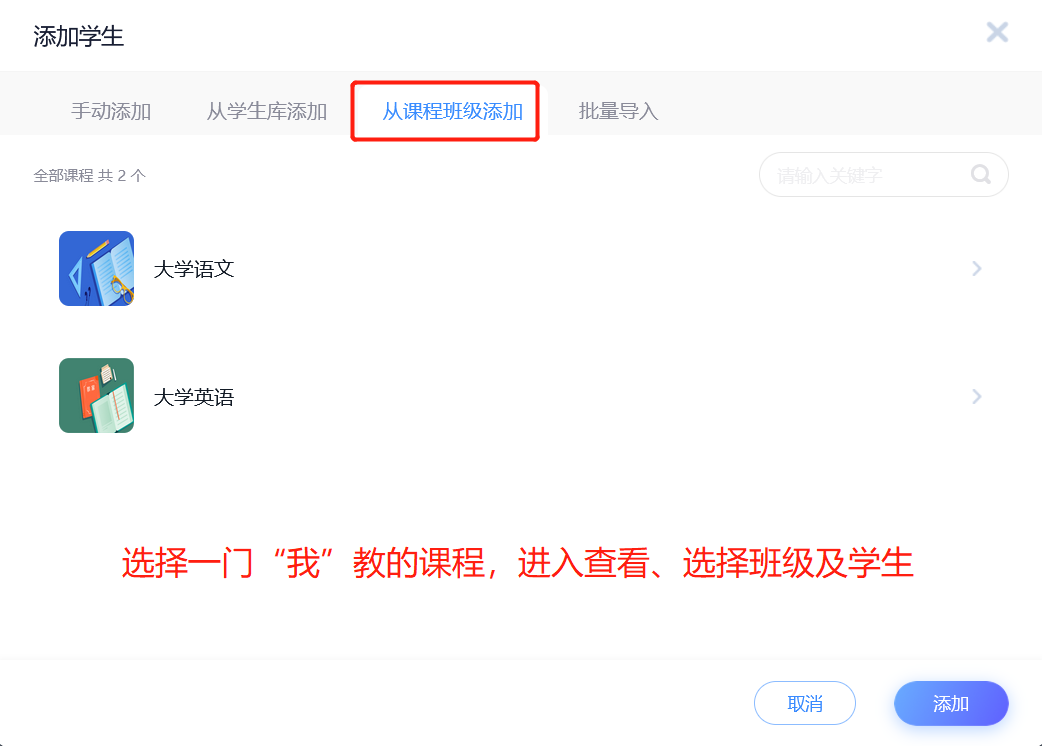 添加学生
手动添加 从学生库添加 从课程班级添加 批量导入
全部课程 共 2 个
请输入关键字
大学语文
大学英语
选择一门“我”教的课程，进入查看、选择班级及学生
取消 添加